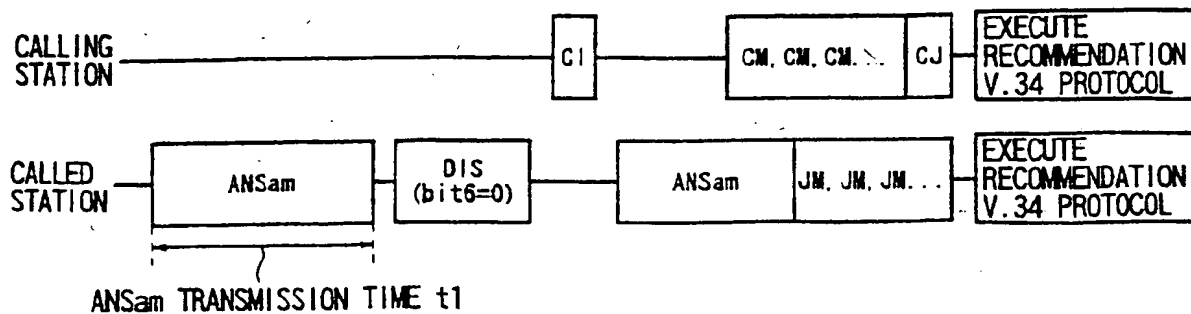 CALLING
STATION
CI
CM, CM, CM...
CJ
EXECUTE
RECOMMENDATION
V.34 PROTOCOL
CALLED
STATION
ANSam
DIS
(bit6=0)
ANSam
JM, JM, JM...
EXECUTE
RECOMMENDATION
V.34 PROTOCOL
ANSam TRANSMISSION TIME t1